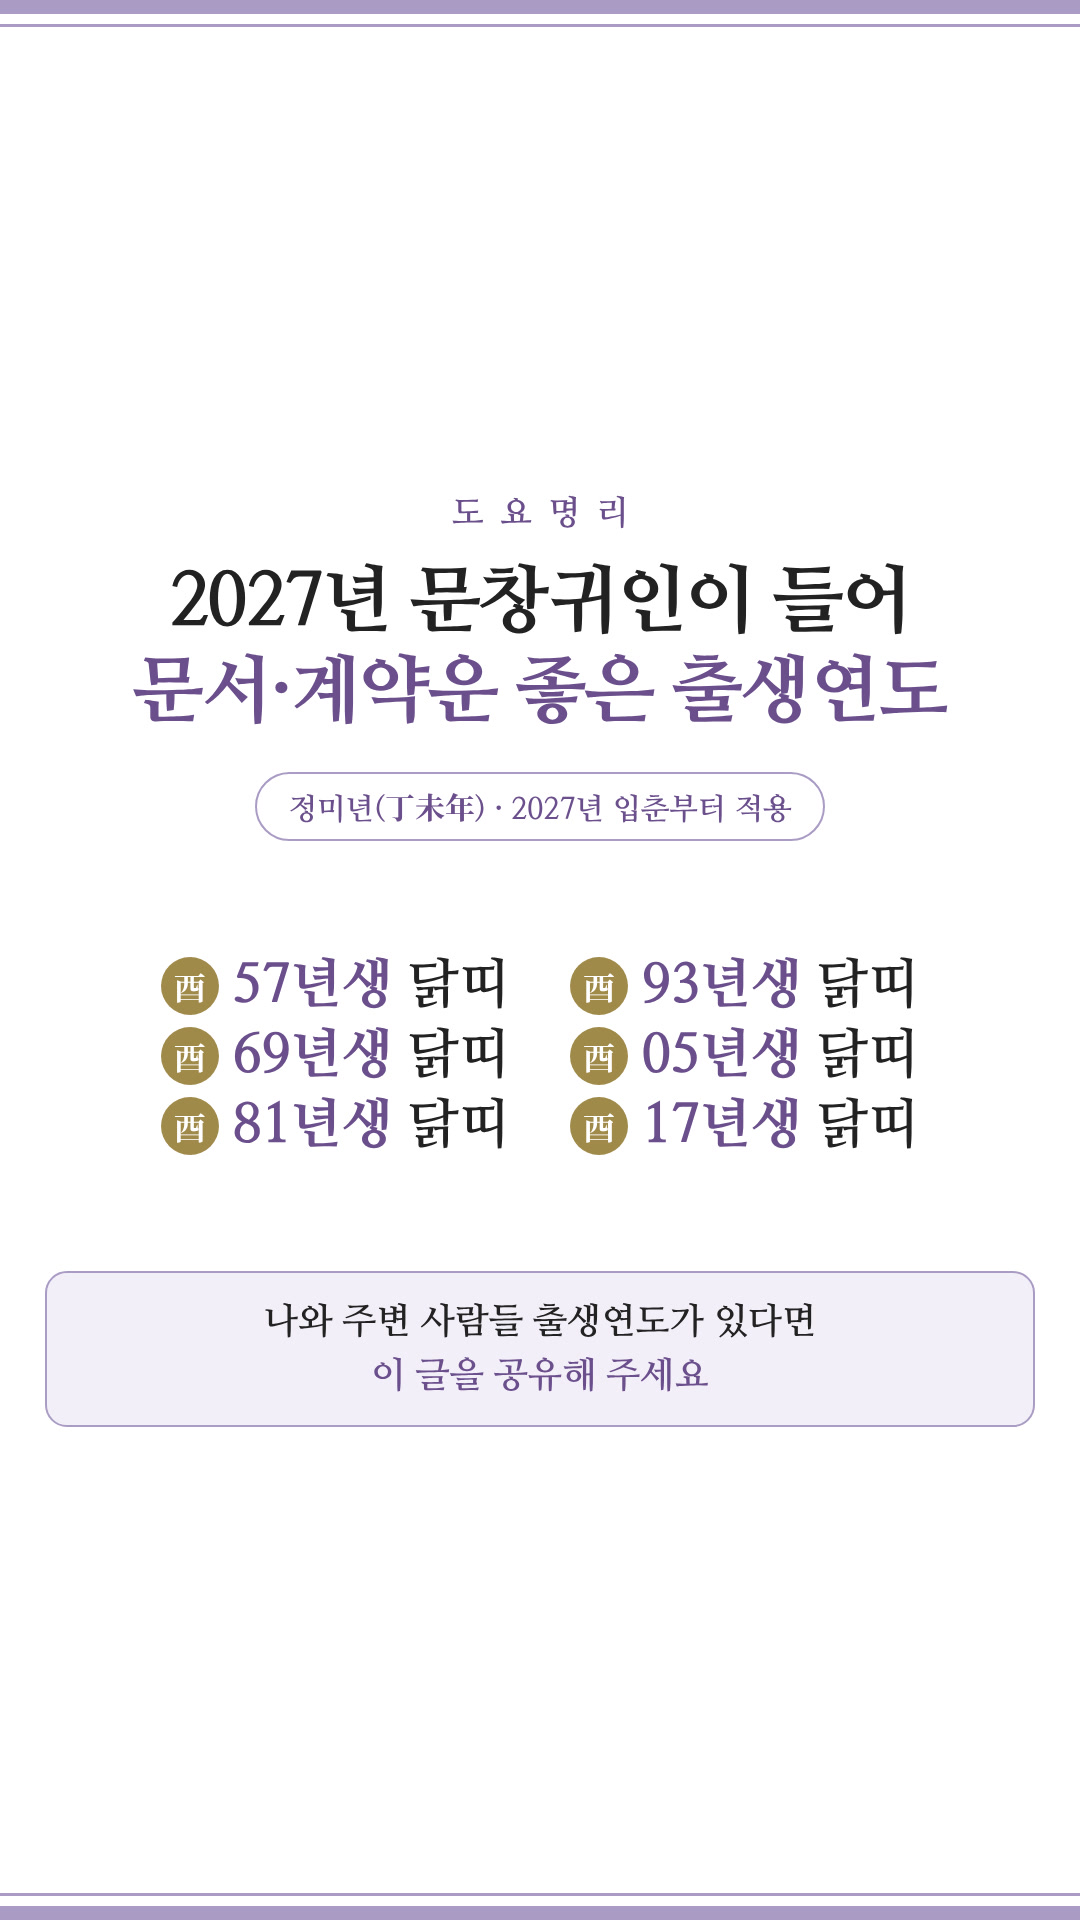 도요명리
2027년 문창귀인이 들어
문서·계약운 좋은 출생연도
정미년(丁未年) · 2027년 입춘부터 적용
酉 57년생 닭띠 酉 93년생 닭띠
酉 69년생 닭띠 酉 05년생 닭띠
酉 81년생 닭띠 酉 17년생 닭띠
나와 주변 사람들 출생연도가 있다면
이 글을 공유해 주세요